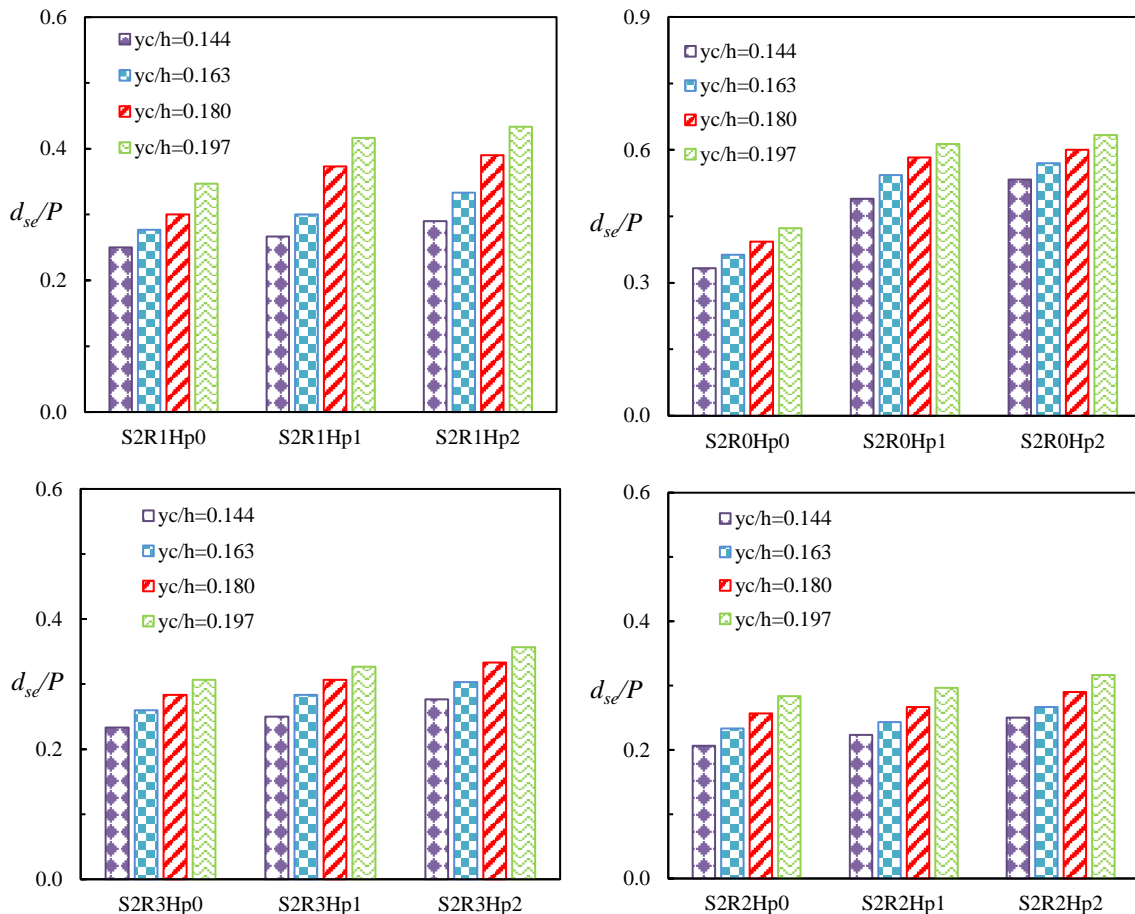 0.6
0.4
0.2
0.0
dse/P
yc/h=0.144
yc/h=0.163
yc/h=0.180
yc/h=0.197
S2R1Hp0 S2R1Hp1 S2R1Hp2
0.9
0.6
0.3
0.0
dse/P
yc/h=0.144
yc/h=0.163
yc/h=0.180
yc/h=0.197
S2R0Hp0 S2R0Hp1 S2R0Hp2
0.6
0.4
0.2
0.0
dse/P
yc/h=0.144
yc/h=0.163
yc/h=0.180
yc/h=0.197
S2R3Hp0 S2R3Hp1 S2R3Hp2
0.6
0.4
0.2
0.0
dse/P
yc/h=0.144
yc/h=0.163
yc/h=0.180
yc/h=0.197
S2R2Hp0 S2R2Hp1 S2R2Hp2